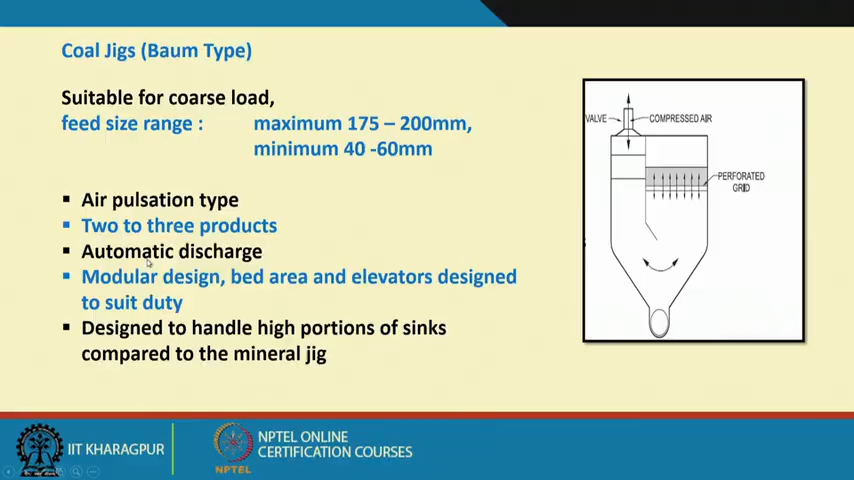 Coal Jigs (Baum Type)
Suitable for coarse load,
feed size range : maximum 175 – 200mm,
minimum 40 -60mm
▪ Air pulsation type
▪ Two to three products
▪ Automatic discharge
▪ Modular design, bed area and elevators designed
to suit duty
▪ Designed to handle high portions of sinks
compared to the mineral jig
VALVE
COMPRESSED AIR
PERFORATED
GRID
IIT KHARAGPUR
NPTEL
NPTEL ONLINE
CERTIFICATION COURSES